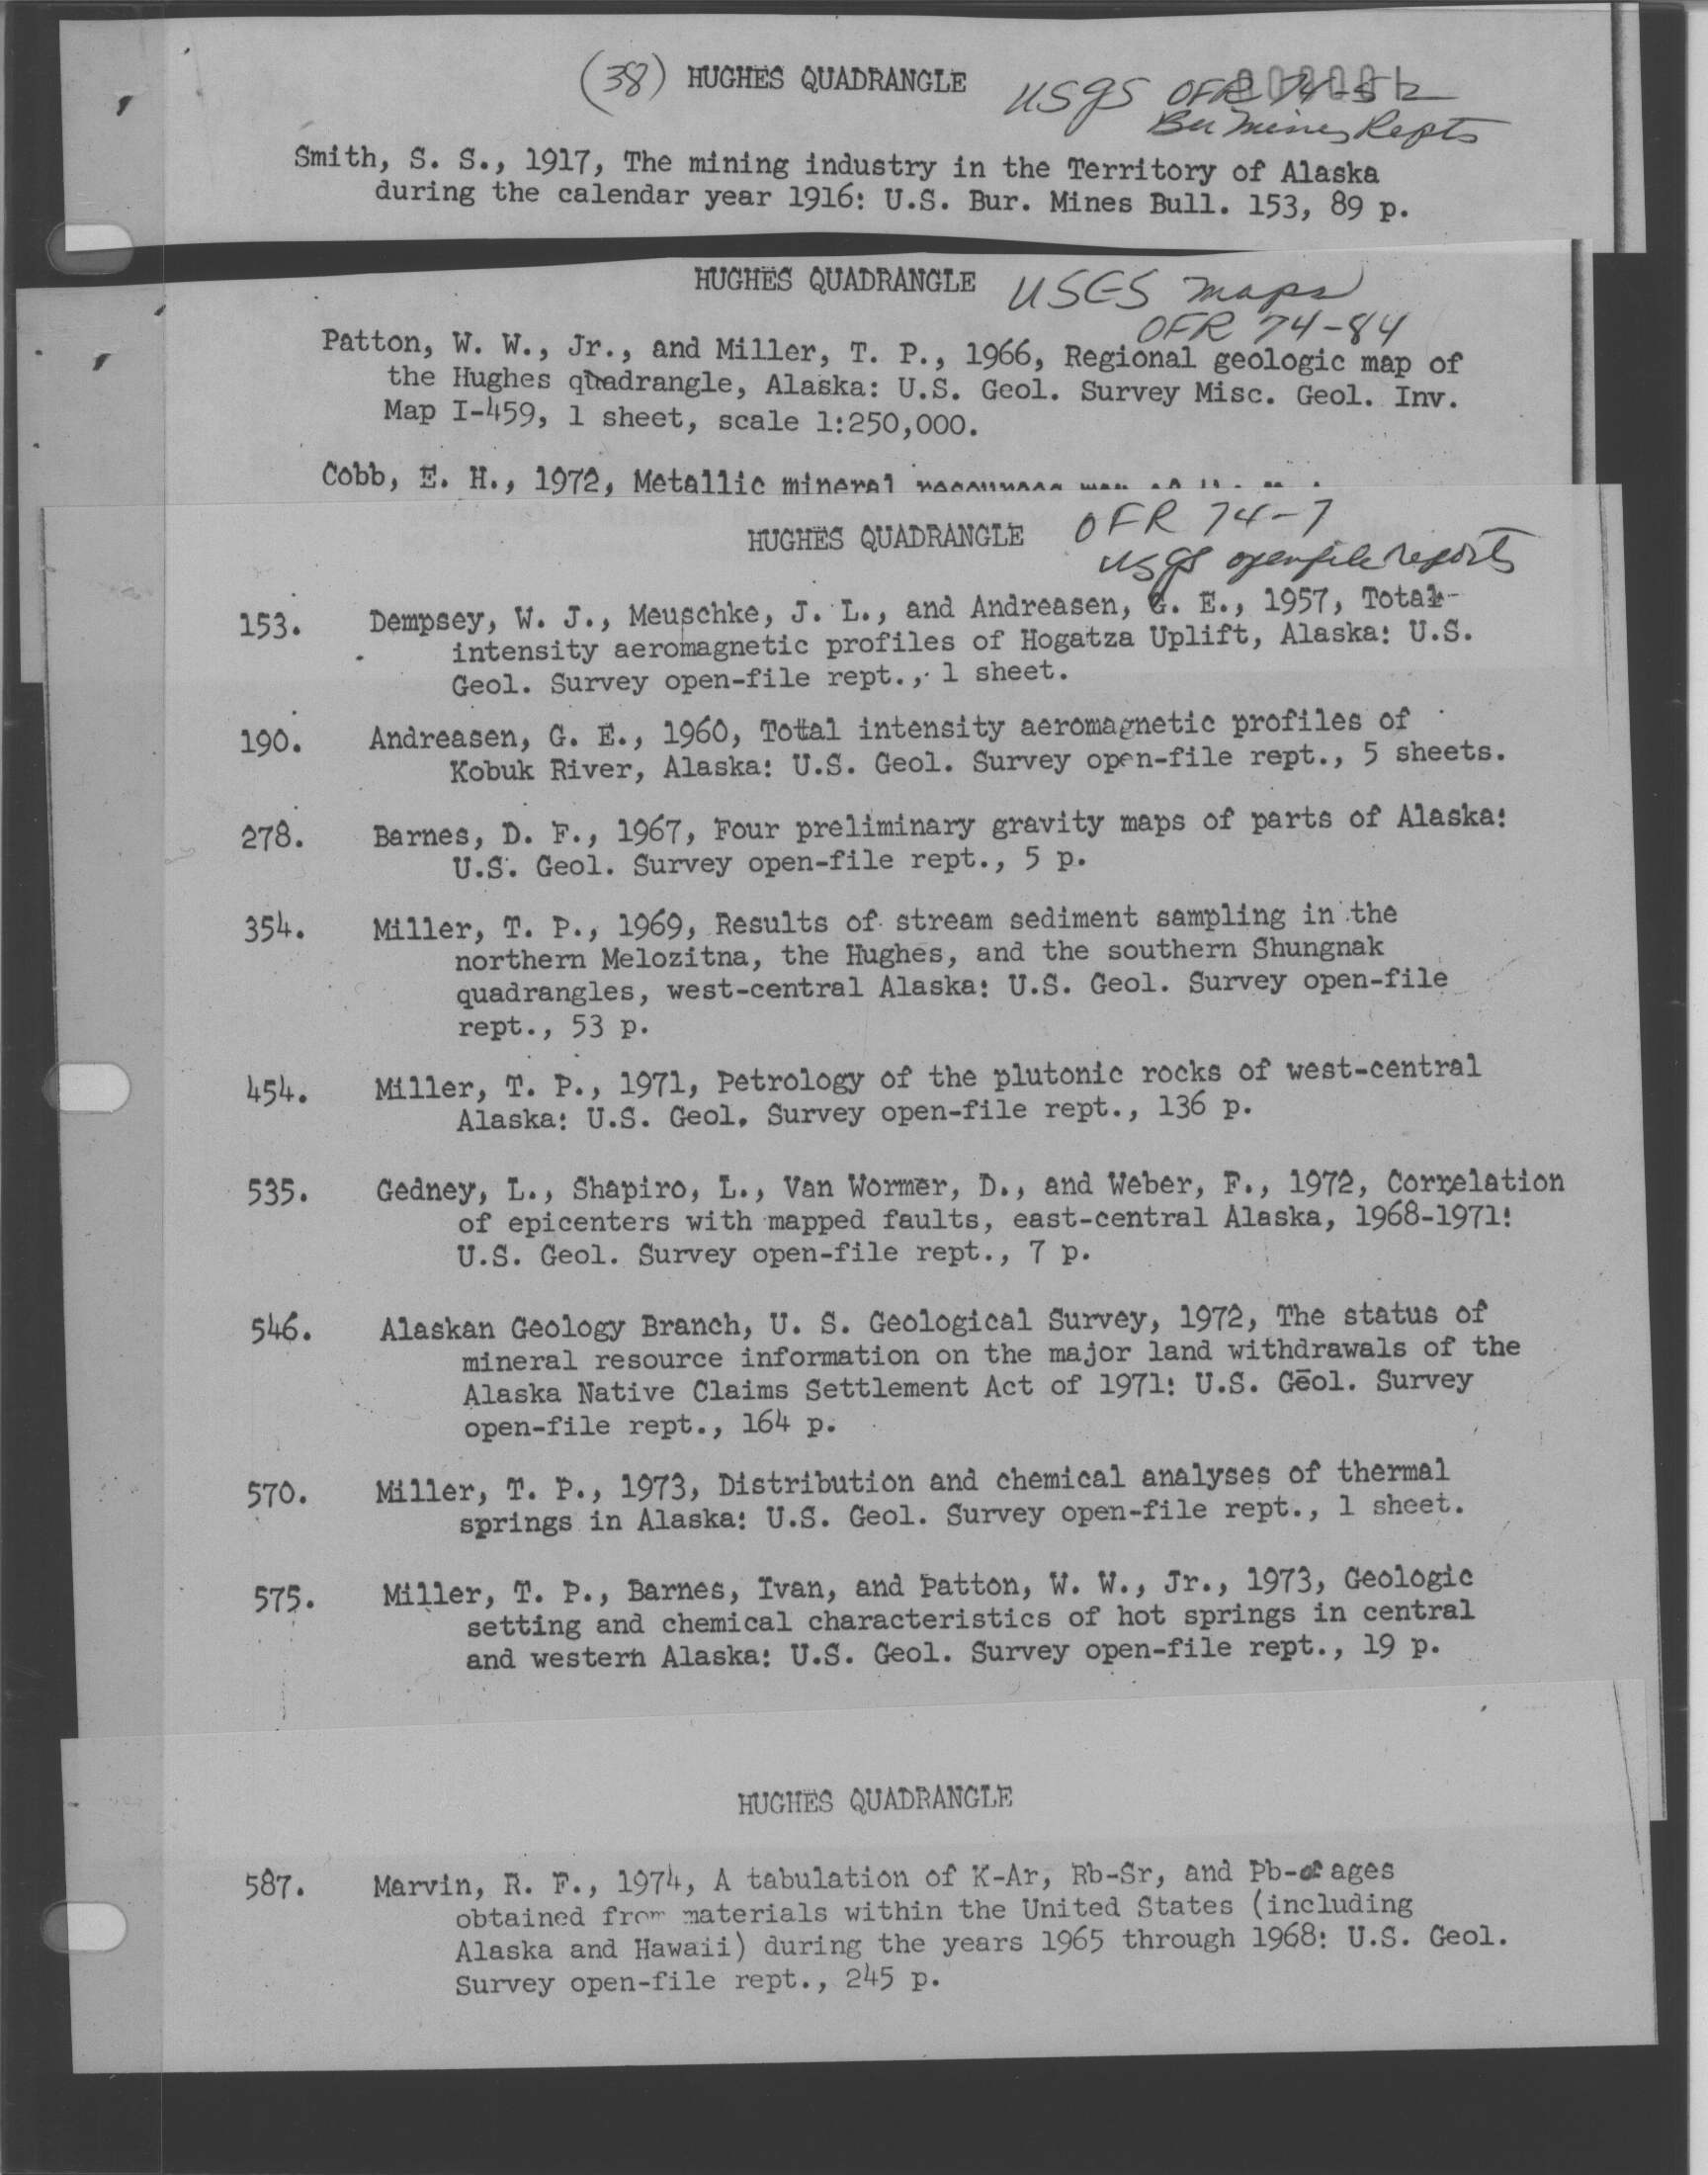 (38) HUGHES QUADRANGLE
USGS OFR 74-52
Bu Mines Repts
Smith, S. S., 1917, The mining industry in the Territory of Alaska
during the calendar year 1916: U.S. Bur. Mines Bull. 153, 89 p.
HUGHES QUADRANGLE
USGS maps
OFR 74-84
Patton, W. W., Jr., and Miller, T. P., 1966, Regional geologic map of
the Hughes quadrangle, Alaska: U.S. Geol. Survey Misc. Geol. Inv.
Map I-459, 1 sheet, scale 1:250,000.
Cobb, E. H., 1972, Metallic mineral resources map of the
HUGHES QUADRANGLE
OFR 74-7
USGS openfile reports
153. Dempsey, W. J., Meuschke, J. L., and Andreasen, G. E., 1957, Total-
intensity aeromagnetic profiles of Hogatza Uplift, Alaska: U.S.
Geol. Survey open-file rept., 1 sheet.
190. Andreasen, G. E., 1960, Total intensity aeromagnetic profiles of
Kobuk River, Alaska: U.S. Geol. Survey open-file rept., 5 sheets.
278. Barnes, D. F., 1967, Four preliminary gravity maps of parts of Alaska:
U.S. Geol. Survey open-file rept., 5 p.
354. Miller, T. P., 1969, Results of stream sediment sampling in the
northern Melozitna, the Hughes, and the southern Shungnak
quadrangles, west-central Alaska: U.S. Geol. Survey open-file
rept., 53 p.
454. Miller, T. P., 1971, Petrology of the plutonic rocks of west-central
Alaska: U.S. Geol. Survey open-file rept., 136 p.
535. Gedney, L., Shapiro, L., Van Wormer, D., and Weber, F., 1972, Correlation
of epicenters with mapped faults, east-central Alaska, 1968-1971:
U.S. Geol. Survey open-file rept., 7 p.
546. Alaskan Geology Branch, U. S. Geological Survey, 1972, The status of
mineral resource information on the major land withdrawals of the
Alaska Native Claims Settlement Act of 1971: U.S. Geol. Survey
open-file rept., 164 p.
570. Miller, T. P., 1973, Distribution and chemical analyses of thermal
springs in Alaska: U.S. Geol. Survey open-file rept., 1 sheet.
575. Miller, T. P., Barnes, Ivan, and Patton, W. W., Jr., 1973, Geologic
setting and chemical characteristics of hot springs in central
and western Alaska: U.S. Geol. Survey open-file rept., 19 p.
HUGHES QUADRANGLE
587. Marvin, R. F., 1974, A tabulation of K-Ar, Rb-Sr, and Pb-α ages
obtained from materials within the United States (including
Alaska and Hawaii) during the years 1965 through 1968: U.S. Geol.
Survey open-file rept., 245 p.